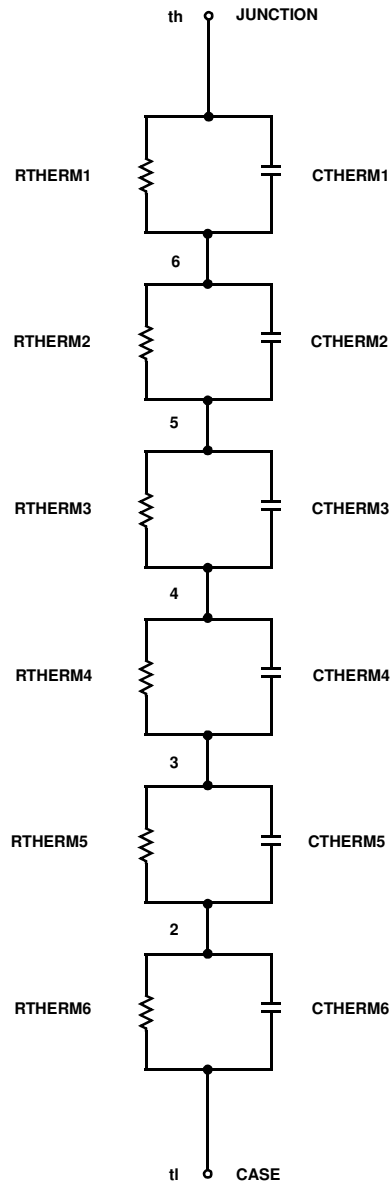 th JUNCTION
RTHERM1 CTHERM1
6
RTHERM2 CTHERM2
5
RTHERM3 CTHERM3
4
RTHERM4 CTHERM4
3
RTHERM5 CTHERM5
2
RTHERM6 CTHERM6
tl CASE